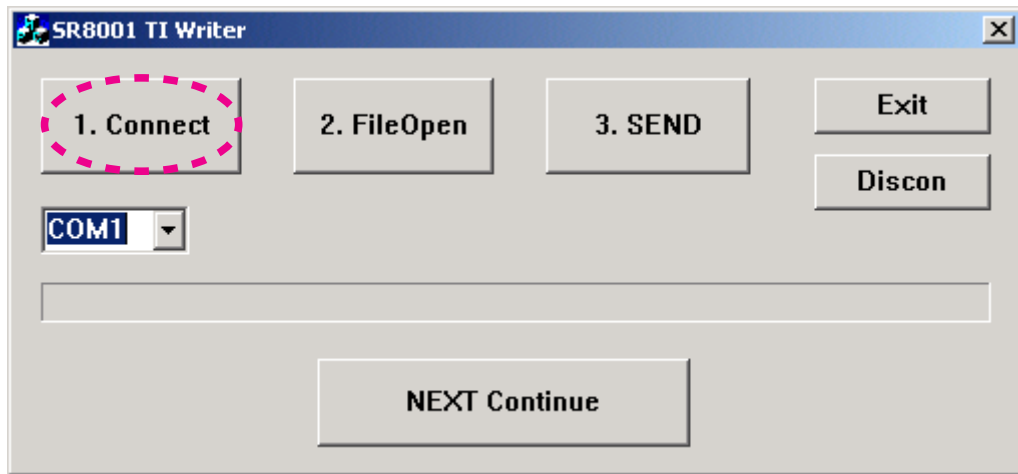 SR8001 TI Writer
1. Connect
2. FileOpen
3. SEND
Exit
Discon
COM1
NEXT Continue